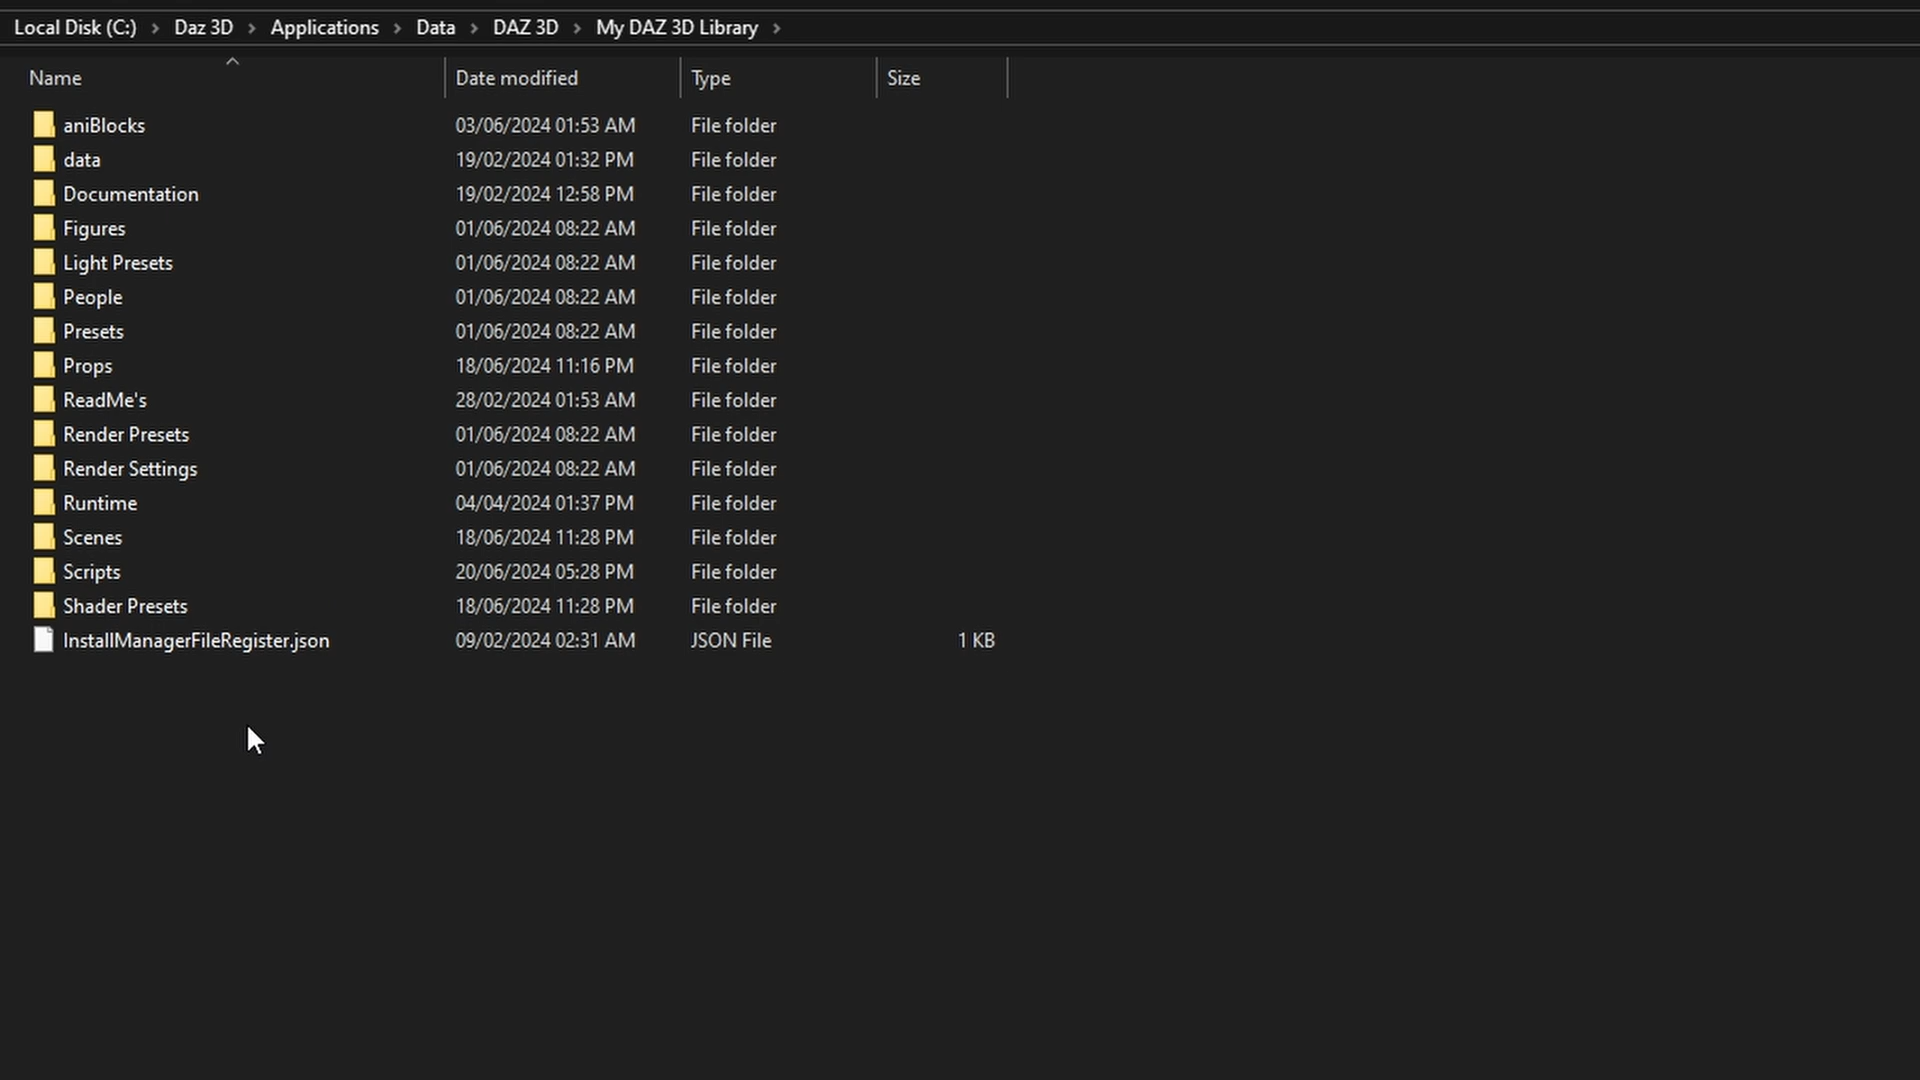 Local Disk (C:) > Daz 3D > Applications > Data > DAZ 3D > My DAZ 3D Library >
Name Date modified Type Size
aniBlocks 03/06/2024 01:53 AM File folder
data 19/02/2024 01:32 PM File folder
Documentation 19/02/2024 12:58 PM File folder
Figures 01/06/2024 08:22 AM File folder
Light Presets 01/06/2024 08:22 AM File folder
People 01/06/2024 08:22 AM File folder
Presets 01/06/2024 08:22 AM File folder
Props 18/06/2024 11:16 PM File folder
ReadMe's 28/02/2024 01:53 AM File folder
Render Presets 01/06/2024 08:22 AM File folder
Render Settings 01/06/2024 08:22 AM File folder
Runtime 04/04/2024 01:37 PM File folder
Scenes 18/06/2024 11:28 PM File folder
Scripts 20/06/2024 05:28 PM File folder
Shader Presets 18/06/2024 11:28 PM File folder
InstallManagerFileRegister.json 09/02/2024 02:31 AM JSON File 1 KB